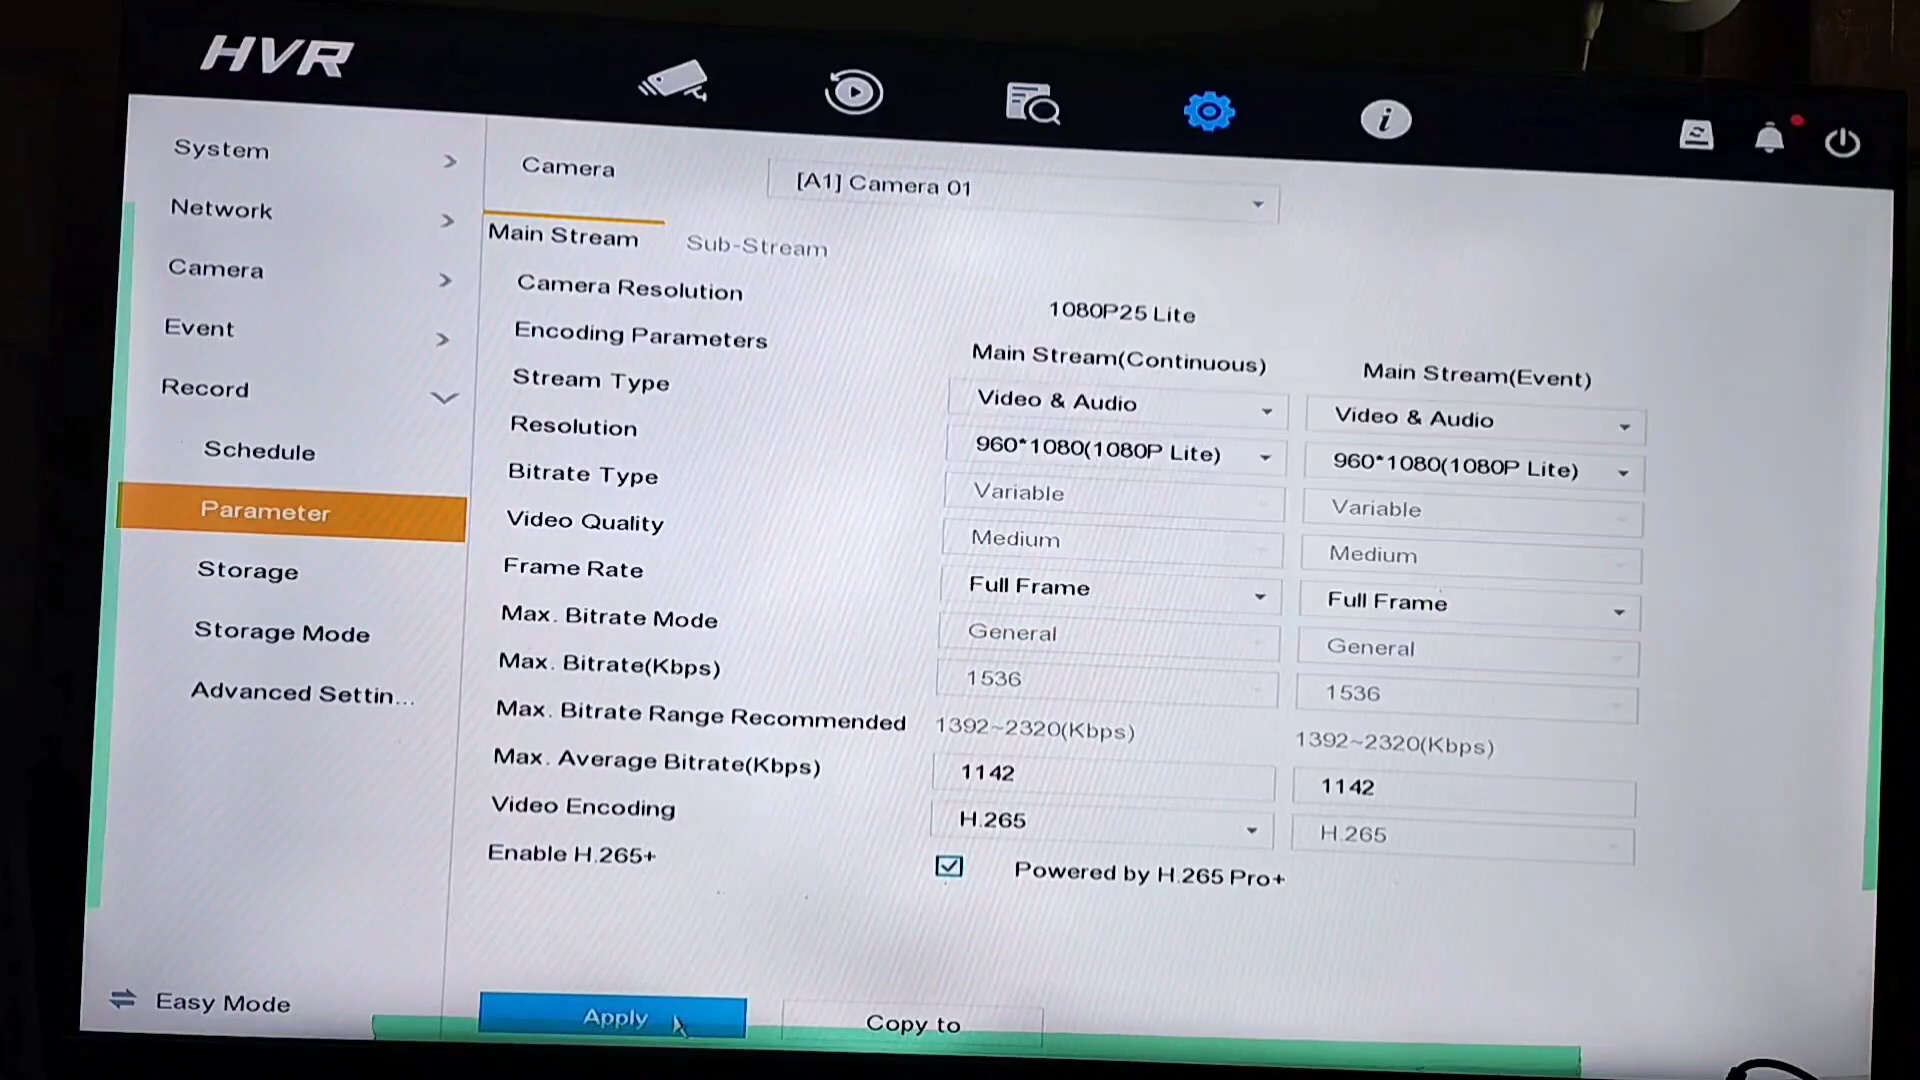 HVR
System
Network
Camera
Event
Record
Schedule
Parameter
Storage
Storage Mode
Advanced Settin...
Easy Mode
Camera [A1] Camera 01
Main Stream Sub-Stream
Camera Resolution 1080P25 Lite
Encoding Parameters Main Stream(Continuous) Main Stream(Event)
Stream Type Video & Audio Video & Audio
Resolution 960*1080(1080P Lite) 960*1080(1080P Lite)
Bitrate Type Variable Variable
Video Quality Medium Medium
Frame Rate Full Frame Full Frame
Max. Bitrate Mode General General
Max. Bitrate(Kbps) 1536 1536
Max. Bitrate Range Recommended 1392~2320(Kbps) 1392~2320(Kbps)
Max. Average Bitrate(Kbps) 1142 1142
Video Encoding H.265 H.265
Enable H.265+ Powered by H.265 Pro+
Apply Copy to